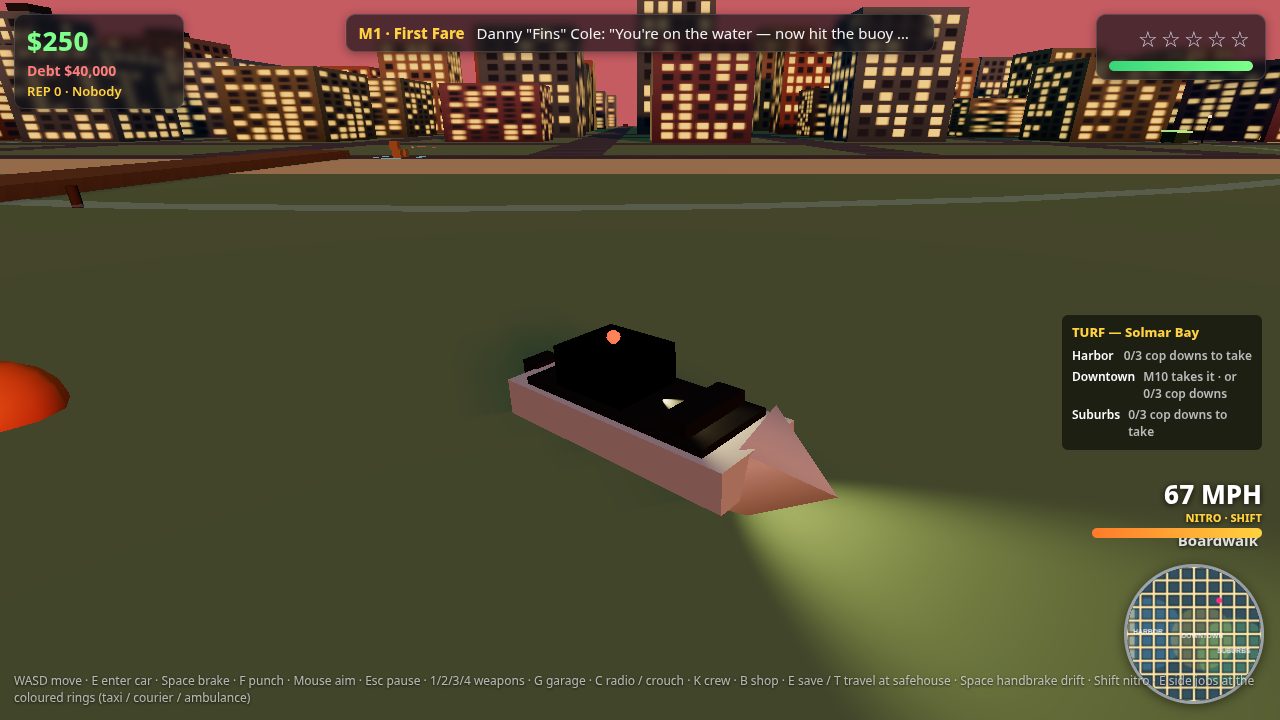 $250
Debt $40,000
REP 0 · Nobody
M1 · First Fare Danny "Fins" Cole: "You're on the water — now hit the buoy ...
☆☆☆☆☆
TURF — Solmar Bay
Harbor 0/3 cop downs to take
Downtown M10 takes it · or
0/3 cop downs
Suburbs 0/3 cop downs to
take
67 MPH
NITRO · SHIFT
Boardwalk
HARBOR
DOWNTOWN
SUBURBS
WASD move · E enter car · Space brake · F punch · Mouse aim · Esc pause · 1/2/3/4 weapons · G garage · C radio / crouch · K crew · B shop · E save / T travel at safehouse · Space handbrake drift · Shift nitro · E side jobs at the
coloured rings (taxi / courier / ambulance)